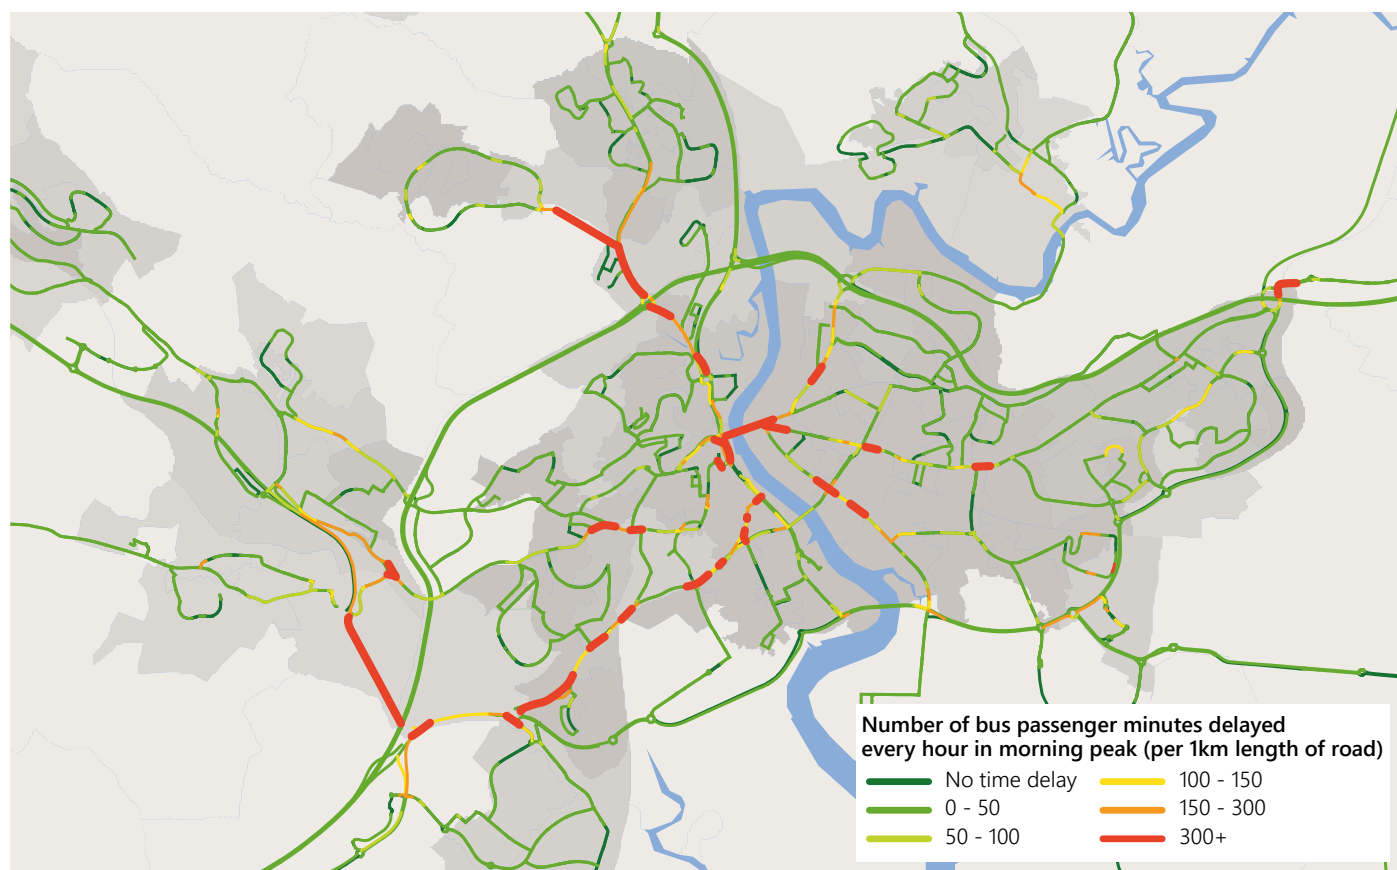 Number of bus passenger minutes delayed
every hour in morning peak (per 1km length of road)
No time delay
0 - 50
50 - 100
100 - 150
150 - 300
300+